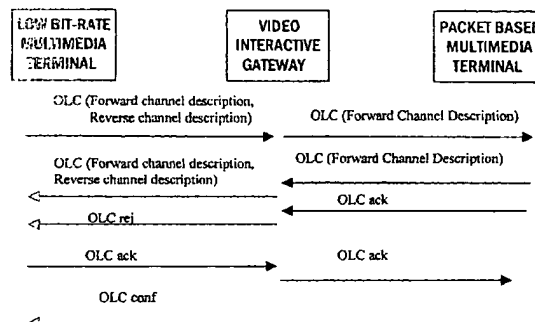 LOW BIT-RATE
MULTIMEDIA
TERMINAL
VIDEO
INTERACTIVE
GATEWAY
PACKET BASED
MULTIMEDIA
TERMINAL
OLC (Forward channel description,
Reverse channel description)
OLC (Forward Channel Description)
OLC (Forward channel description,
Reverse channel description)
OLC (Forward Channel Description)
OLC ack
OLC rej
OLC ack
OLC ack
OLC conf